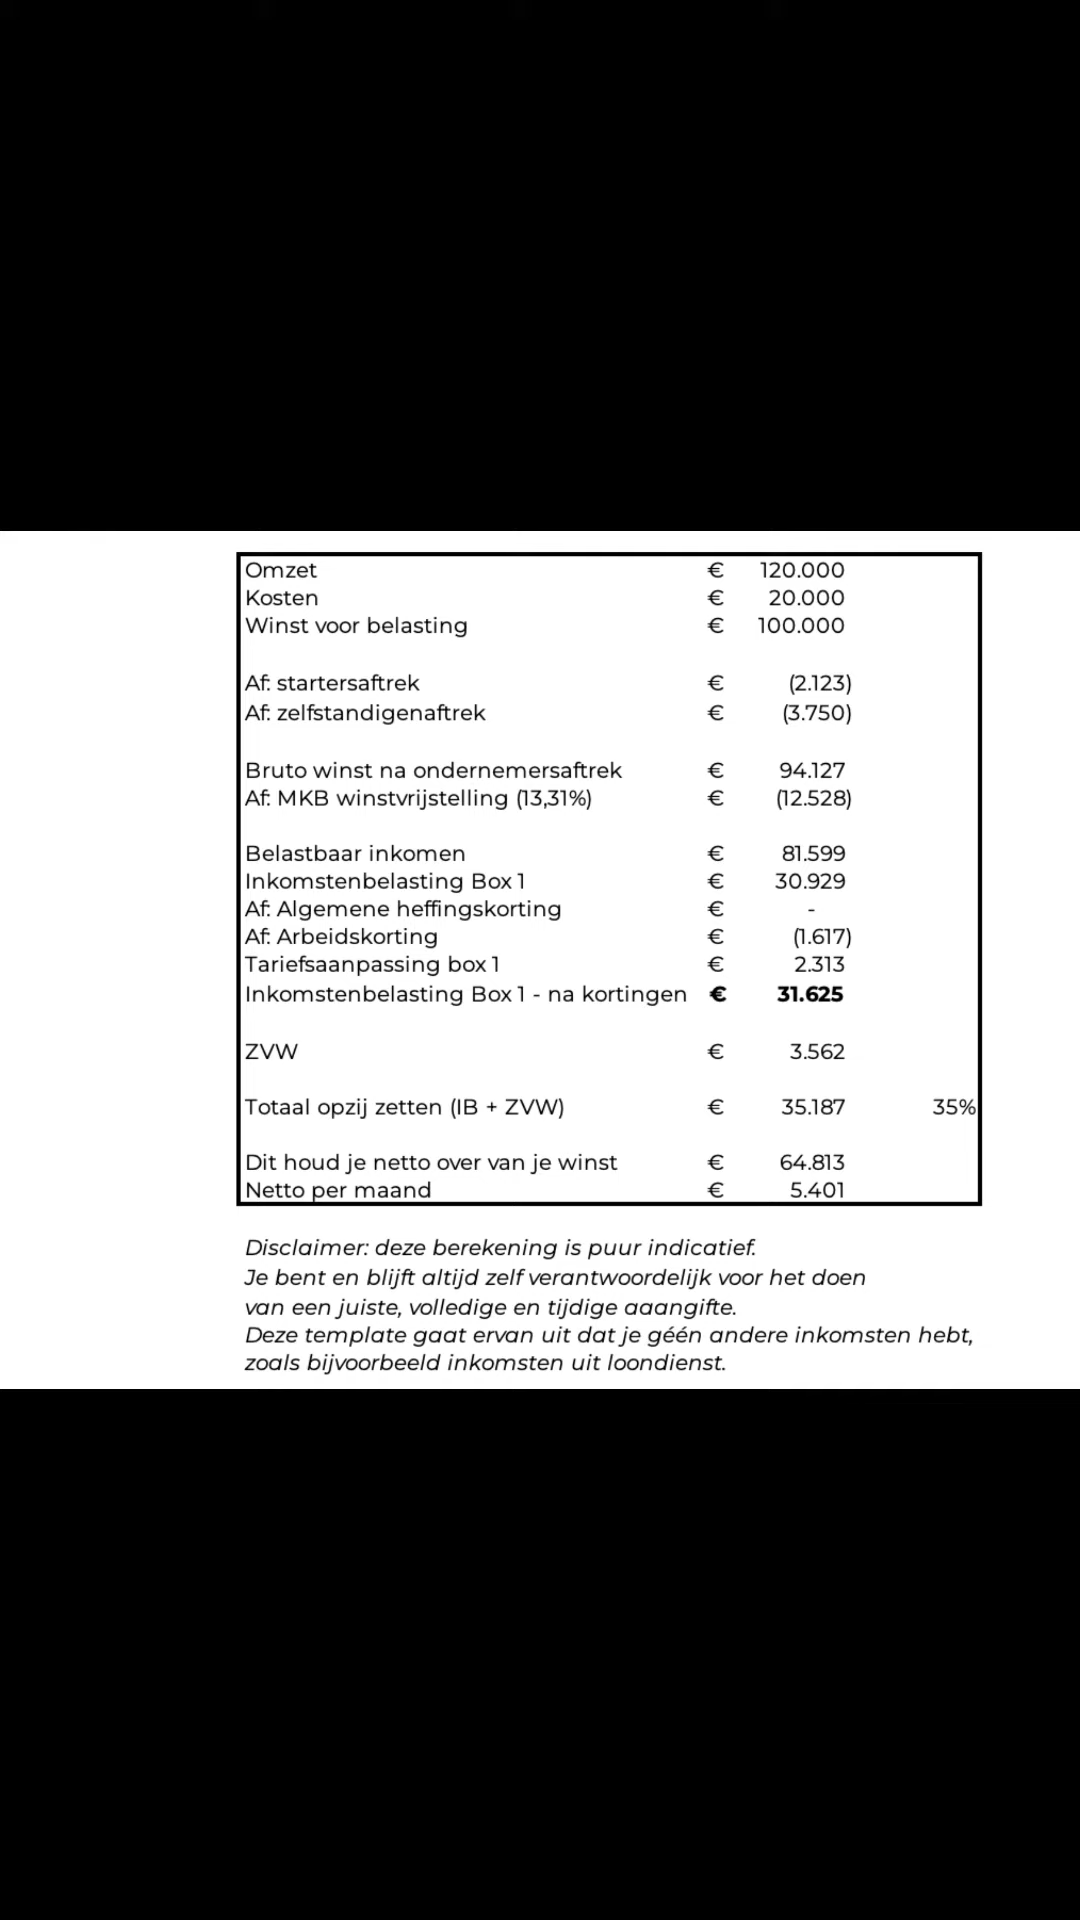 Omzet € 120.000
Kosten € 20.000
Winst voor belasting € 100.000
Af: startersaftrek € (2.123)
Af: zelfstandigenaftrek € (3.750)
Bruto winst na ondernemersaftrek € 94.127
Af: MKB winstvrijstelling (13,31%) € (12.528)
Belastbaar inkomen € 81.599
Inkomstenbelasting Box 1 € 30.929
Af: Algemene heffingskorting € -
Af: Arbeidskorting € (1.617)
Tariefsaanpassing box 1 € 2.313
Inkomstenbelasting Box 1 - na kortingen € 31.625
ZVW € 3.562
Totaal opzij zetten (IB + ZVW) € 35.187 35%
Dit houd je netto over van je winst € 64.813
Netto per maand € 5.401
Disclaimer: deze berekening is puur indicatief.
Je bent en blijft altijd zelf verantwoordelijk voor het doen
van een juiste, volledige en tijdige aaangifte.
Deze template gaat ervan uit dat je géén andere inkomsten hebt,
zoals bijvoorbeeld inkomsten uit loondienst.